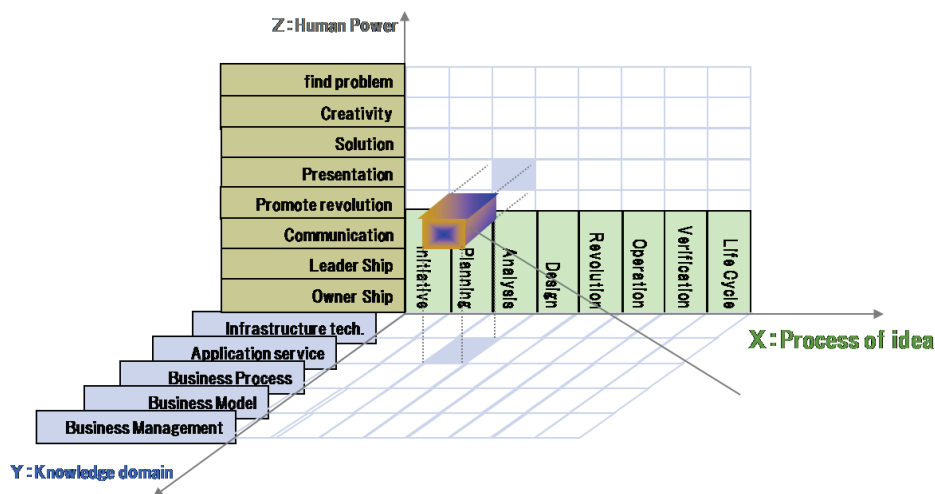 Z:Human Power
find problem
Creativity
Solution
Presentation
Promote revolution
Communication
Leader Ship
Owner Ship
Initiative
Planning
Analysis
Design
Revolution
Operation
Verification
Life Cycle
Infrastructure tech.
Application service
Business Process
Business Model
Business Management
X:Process of idea
Y:Knowledge domain